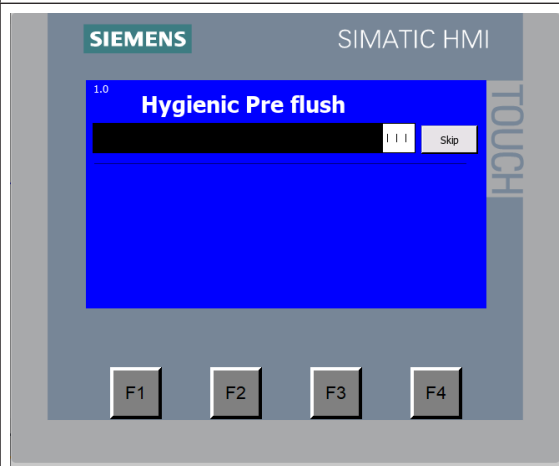 SIEMENS
SIMATIC HMI
TOUCH
1.0
Hygienic Pre flush
Skip
F1
F2
F3
F4